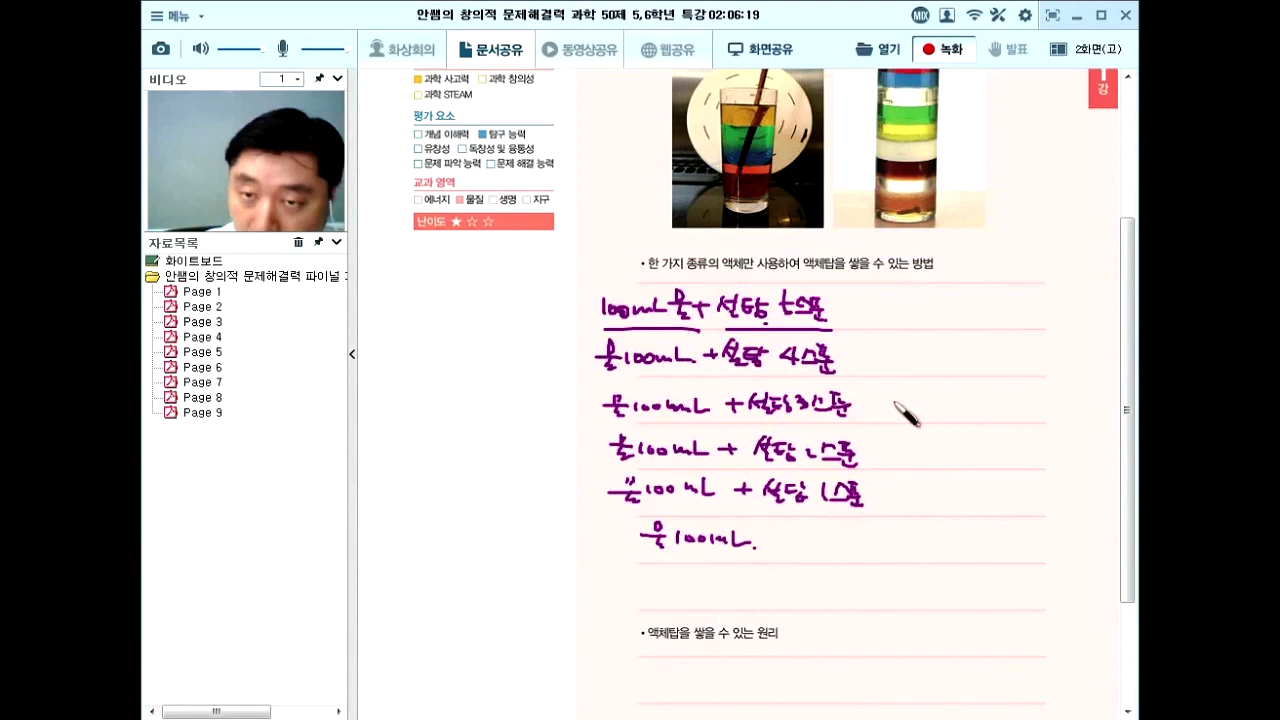 메뉴
안쌤의 창의적 문제해결력 과학 50제 5,6학년 특강 02:06:19
MIX
화상회의
문서공유
동영상공유
웹공유
화면공유
열기
녹화
발표
2화면(고)
비디오
1
자료목록
화이트보드
안쌤의 창의적 문제해결력 파이널
Page 1
Page 2
Page 3
Page 4
Page 5
Page 6
Page 7
Page 8
Page 9
과학 사고력 과학 창의성
과학 STEAM
평가 요소
개념 이해력 탐구 능력
유창성 독창성 및 융통성
문제 파악 능력 문제 해결 능력
교과 영역
에너지 물질 생명 지구
난이도 ★ ☆ ☆
강
• 한 가지 종류의 액체만 사용하여 액체탑을 쌓을 수 있는 방법
100mL 물 + 설탕 5스푼
물 100mL + 설탕 4스푼
물 100mL + 설탕 3스푼
물 100mL + 설탕 2스푼
물 100mL + 설탕 1스푼
물 100mL.
• 액체탑을 쌓을 수 있는 원리